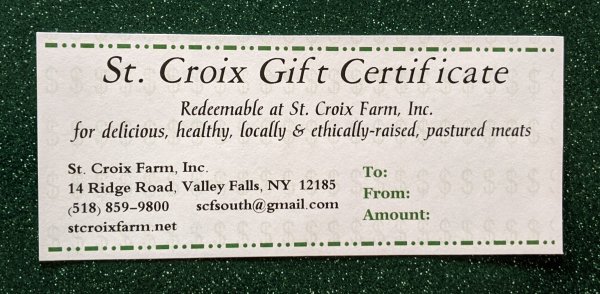 St. Croix Gift Certificate
Redeemable at St. Croix Farm, Inc.
for delicious, healthy, locally & ethically-raised, pastured meats
St. Croix Farm, Inc.
14 Ridge Road, Valley Falls, NY 12185
(518) 859-9800 scfsouth@gmail.com
stcroixfarm.net
To:
From:
Amount: